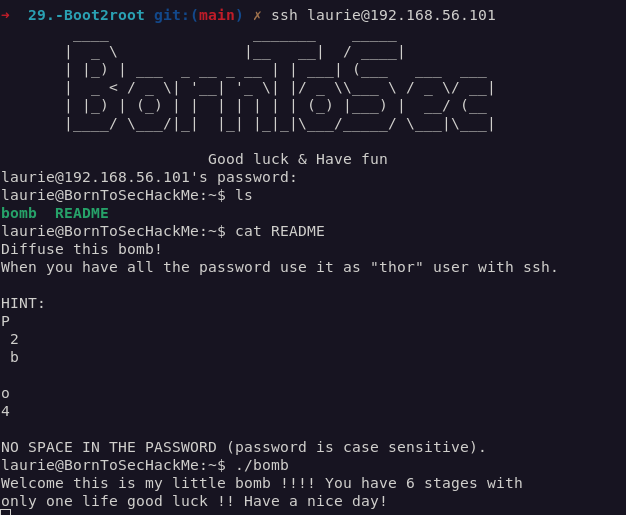 ➜  29.-Boot2root git:(main) ✗ ssh laurie@192.168.56.101
BornToSec
Good luck & Have fun
laurie@192.168.56.101's password:
laurie@BornToSecHackMe:~$ ls
bomb  README
laurie@BornToSecHackMe:~$ cat README
Diffuse this bomb!
When you have all the password use it as "thor" user with ssh.
HINT:
P
 2
 b
o
4
NO SPACE IN THE PASSWORD (password is case sensitive).
laurie@BornToSecHackMe:~$ ./bomb
Welcome this is my little bomb !!!! You have 6 stages with
only one life good luck !! Have a nice day!